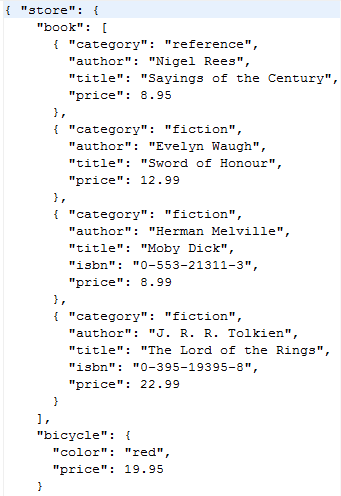 { "store": {
    "book": [
      { "category": "reference",
        "author": "Nigel Rees",
        "title": "Sayings of the Century",
        "price": 8.95
      },
      { "category": "fiction",
        "author": "Evelyn Waugh",
        "title": "Sword of Honour",
        "price": 12.99
      },
      { "category": "fiction",
        "author": "Herman Melville",
        "title": "Moby Dick",
        "isbn": "0-553-21311-3",
        "price": 8.99
      },
      { "category": "fiction",
        "author": "J. R. R. Tolkien",
        "title": "The Lord of the Rings",
        "isbn": "0-395-19395-8",
        "price": 22.99
      }
    ],
    "bicycle": {
      "color": "red",
      "price": 19.95
    }